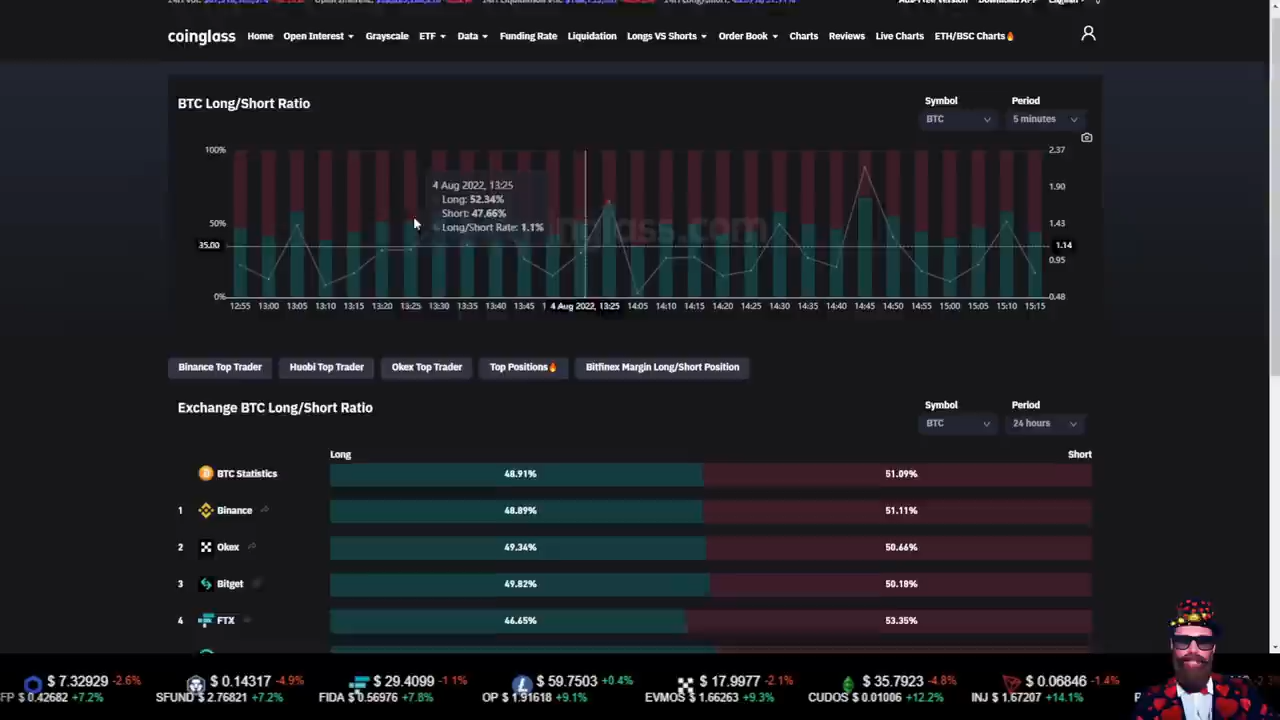 coinglass Home Open Interest Grayscale ETF Data Funding Rate Liquidation Longs VS Shorts Order Book Charts Reviews Live Charts ETH/BSC Charts🔥
BTC Long/Short Ratio
Symbol Period
BTC 5 minutes
100% 2.37
4 Aug 2022, 13:25
Long: 52.34%
Short: 47.66%
Long/Short Rate: 1.1%
1.90
50% 1.43
glass.com
35.00 1.14
0.95
0% 0.48
12:55 13:00 13:05 13:10 13:15 13:20 13:25 13:30 13:35 13:40 13:45 4 Aug 2022, 13:25 14:05 14:10 14:15 14:20 14:25 14:30 14:35 14:40 14:45 14:50 14:55 15:00 15:05 15:10 15:15
Binance Top Trader Huobi Top Trader Okex Top Trader Top Positions🔥 Bitfinex Margin Long/Short Position
Exchange BTC Long/Short Ratio
Symbol Period
BTC 24 hours
Long Short
BTC Statistics 48.91% 51.09%
1 Binance 48.89% 51.11%
2 Okex 49.34% 50.66%
3 Bitget 49.82% 50.18%
4 FTX 46.65% 53.35%
$ 7.32929 -2.6% $ 0.14317 -4.9% $ 29.4099 -1.1% $ 59.7503 +0.4% $ 17.9977 -2.1% $ 35.7923 -4.8% $ 0.06846 -1.4%
FP $ 0.42682 +7.2% SFUND $ 2.76821 +7.2% FIDA $ 0.56976 +7.8% OP $ 1.91618 +9.1% EVMOS $ 1.66263 +9.3% CUDOS $ 0.01006 +12.2% INJ $ 1.67207 +14.1%